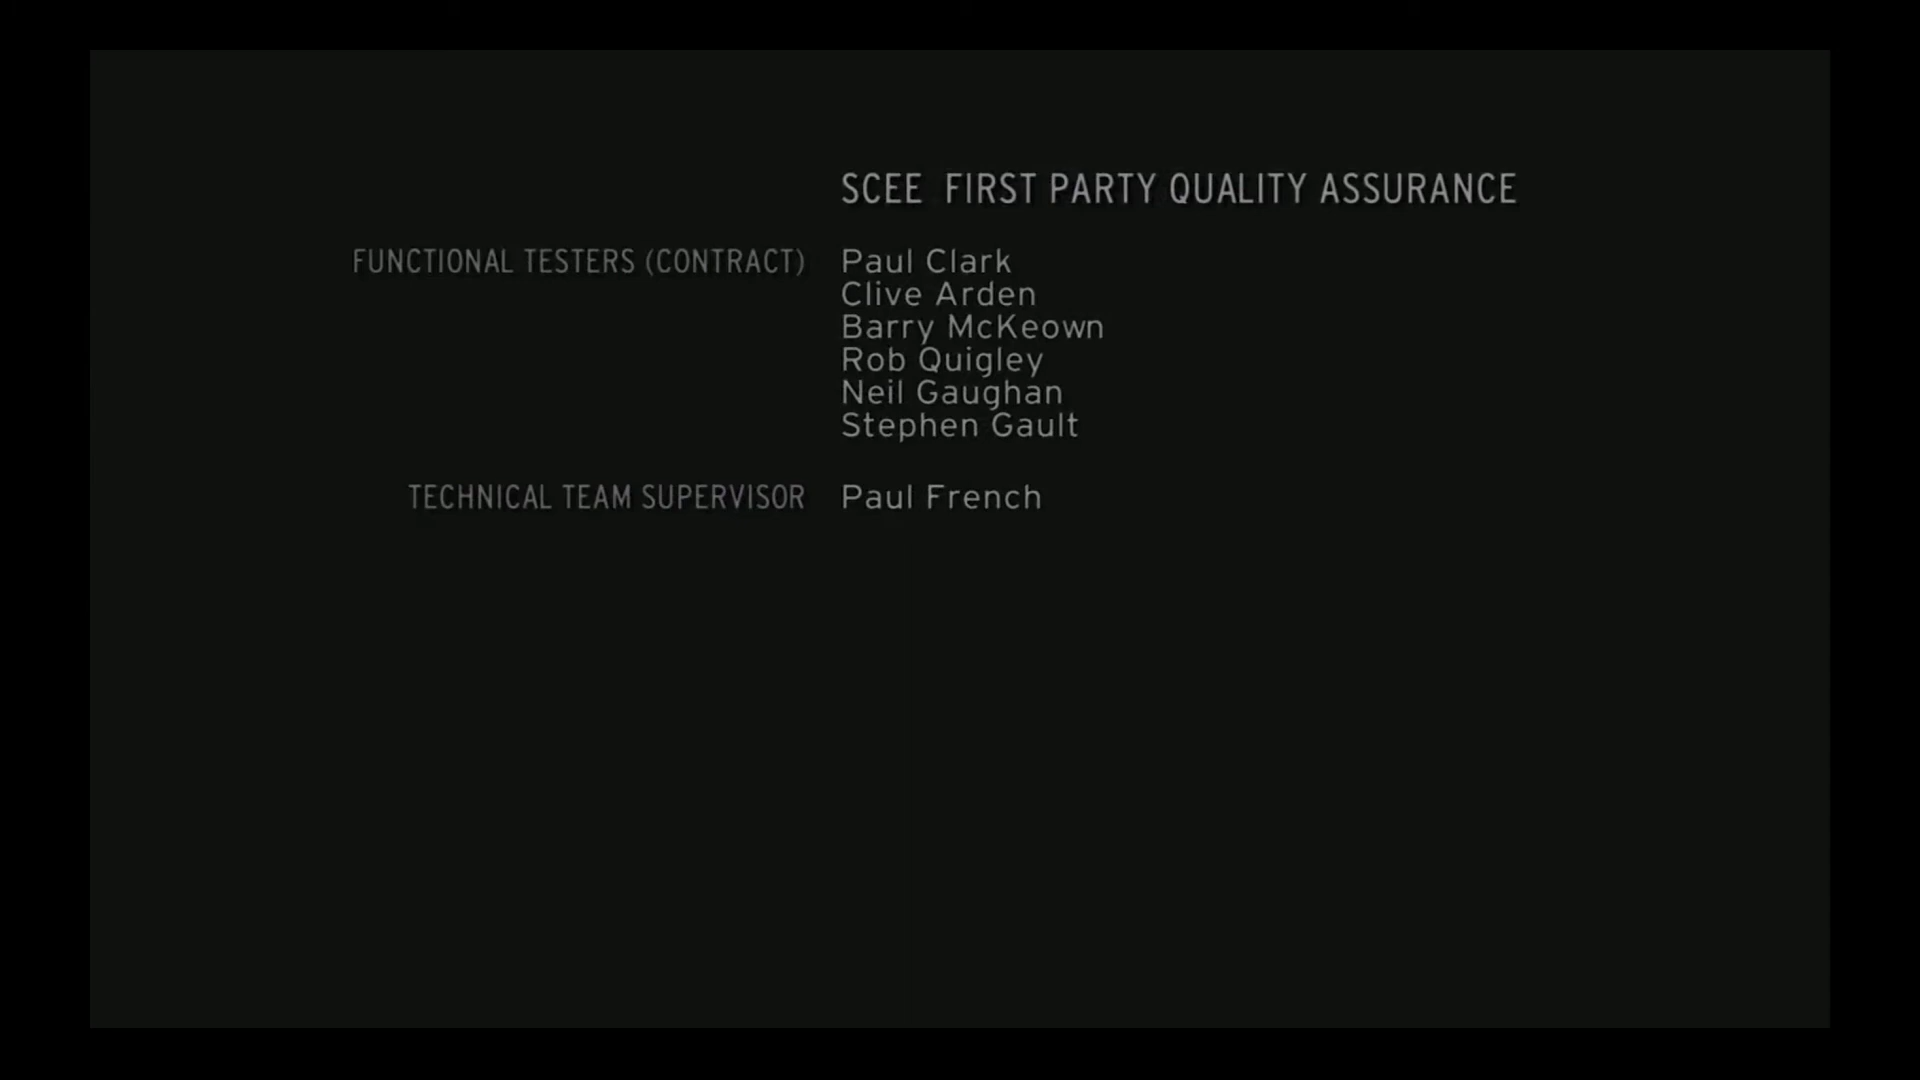 SCEE FIRST PARTY QUALITY ASSURANCE
FUNCTIONAL TESTERS (CONTRACT) Paul Clark
Clive Arden
Barry McKeown
Rob Quigley
Neil Gaughan
Stephen Gault
TECHNICAL TEAM SUPERVISOR Paul French